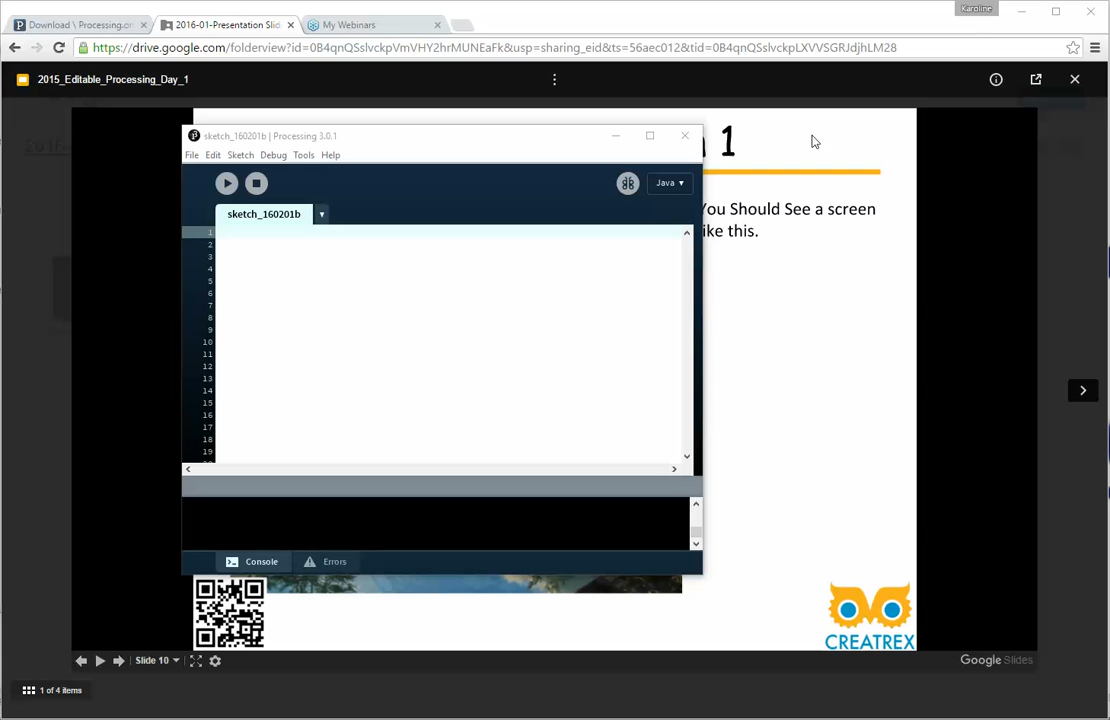 Karoline
Download \ Processing.or
2016-01-Presentation Slid
My Webinars
https://drive.google.com/folderview?id=0B4qnQSslvckpVmVHY2hrMUNEaFk&usp=sharing_eid&ts=56aec012&tid=0B4qnQSslvckpLXVVSGRJdjhLM28
2015_Editable_Processing_Day_1
1
sketch_160201b | Processing 3.0.1
File Edit Sketch Debug Tools Help
Java
sketch_160201b
You Should See a screen
like this.
1
2
3
4
5
6
7
8
9
10
11
12
13
14
15
16
17
18
19
Console Errors
CREATREX
Slide 10
Google Slides
1 of 4 items